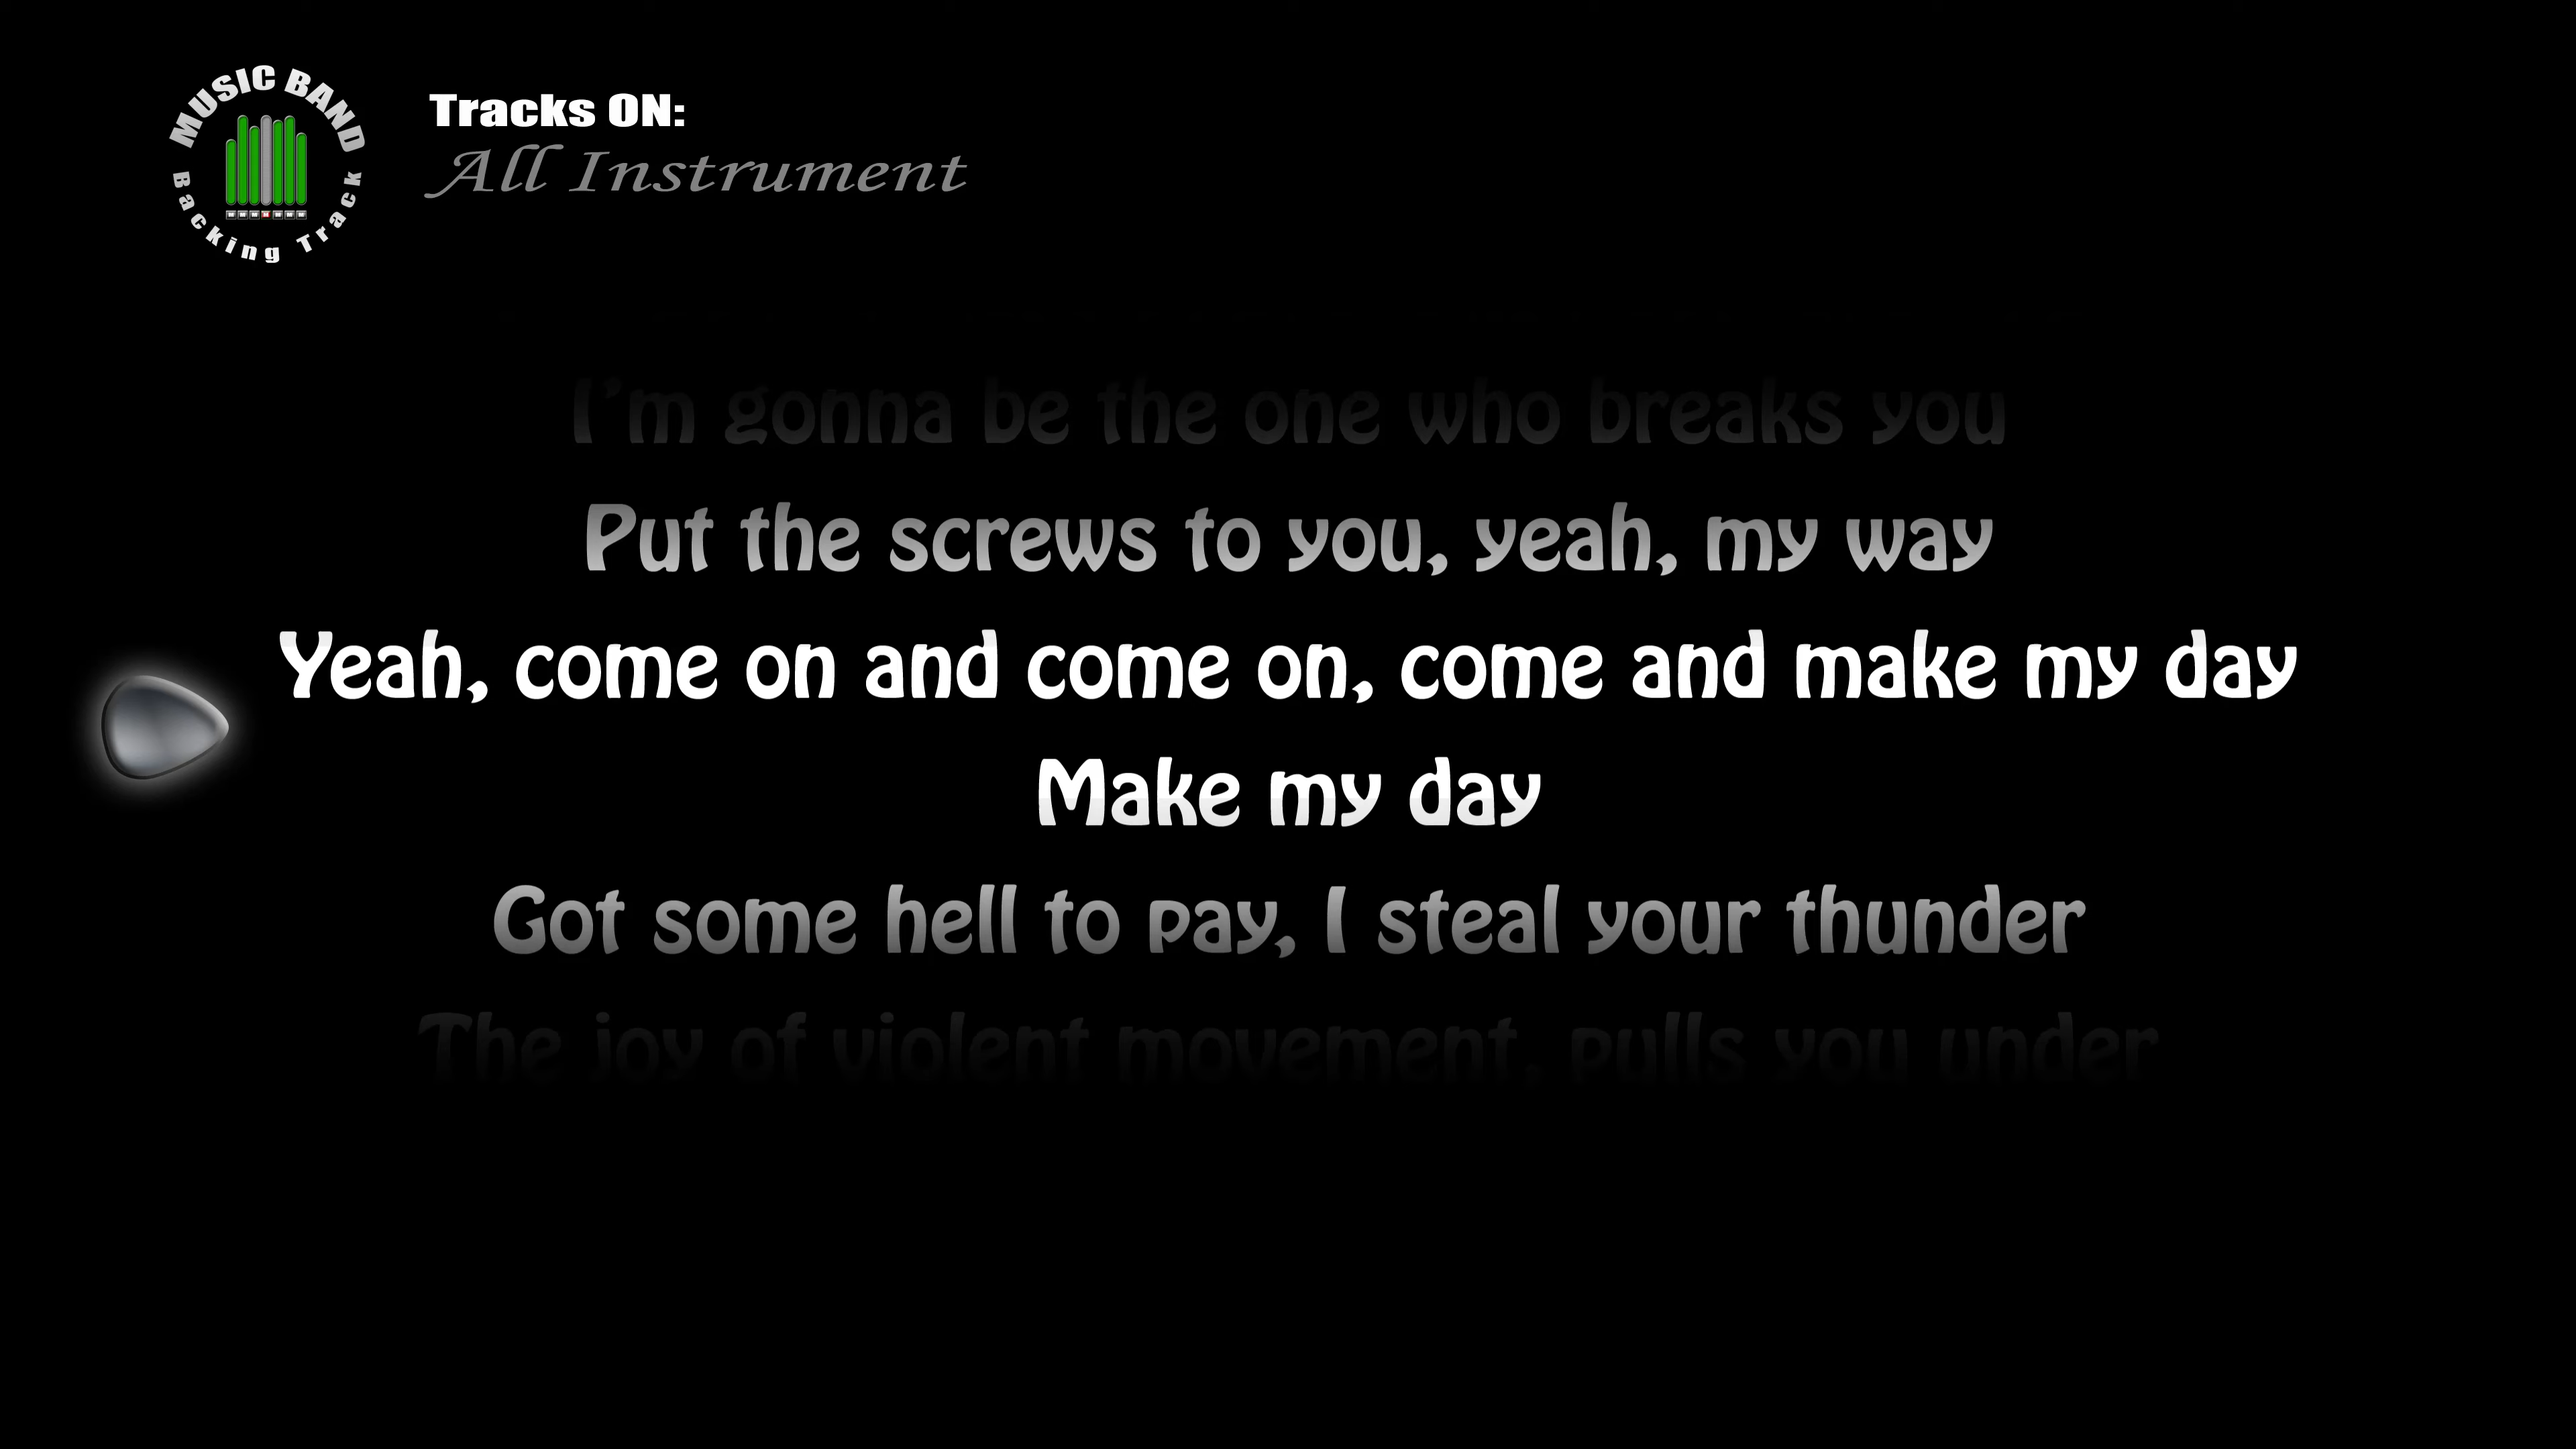 MUSIC BAND
Backing Track
Tracks ON:
All Instrument
I'm gonna be the one who breaks you
Put the screws to you, yeah, my way
Yeah, come on and come on, come and make my day
Make my day
Got some hell to pay, I steal your thunder
The joy of violent movement, pulls you under